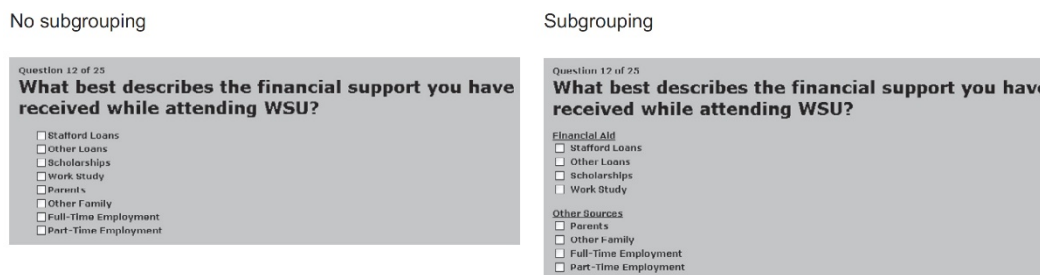 No subgrouping
Question 12 of 25
What best describes the financial support you have
received while attending WSU?
Stafford Loans
Other Loans
Scholarships
Work Study
Parents
Other Family
Full-Time Employment
Part-Time Employment
Subgrouping
Question 12 of 25
What best describes the financial support you have
received while attending WSU?
Financial Aid
Stafford Loans
Other Loans
Scholarships
Work Study
Other Sources
Parents
Other Family
Full-Time Employment
Part-Time Employment